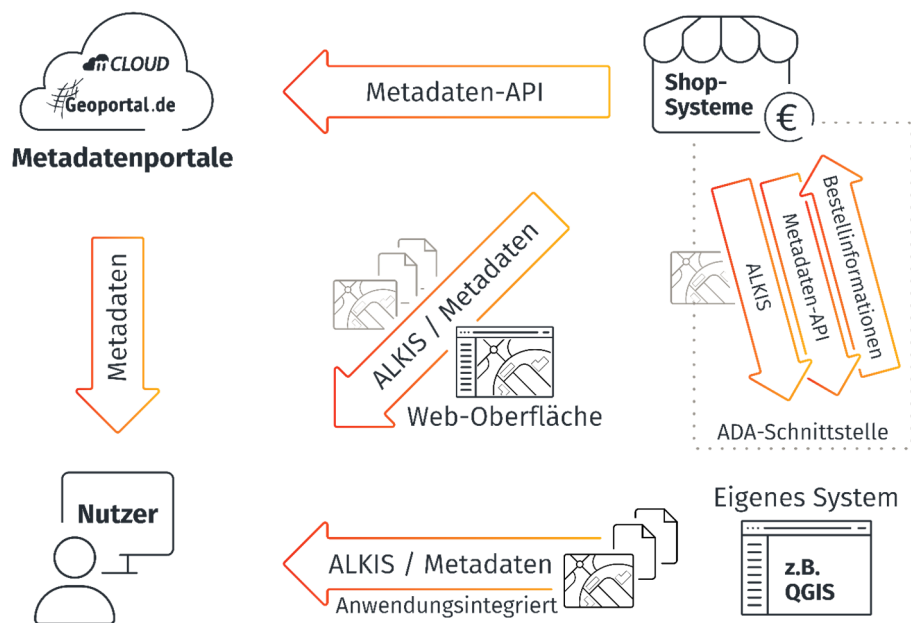 mCLOUD
Geoportal.de
Metadatenportale
Metadaten-API
Shop-
Systeme
€
Metadaten
ALKIS / Metadaten
Web-Oberfläche
ALKIS
Metadaten-API
Bestellinformationen
ADA-Schnittstelle
Nutzer
ALKIS / Metadaten
Anwendungsintegriert
Eigenes System
z.B.
QGIS